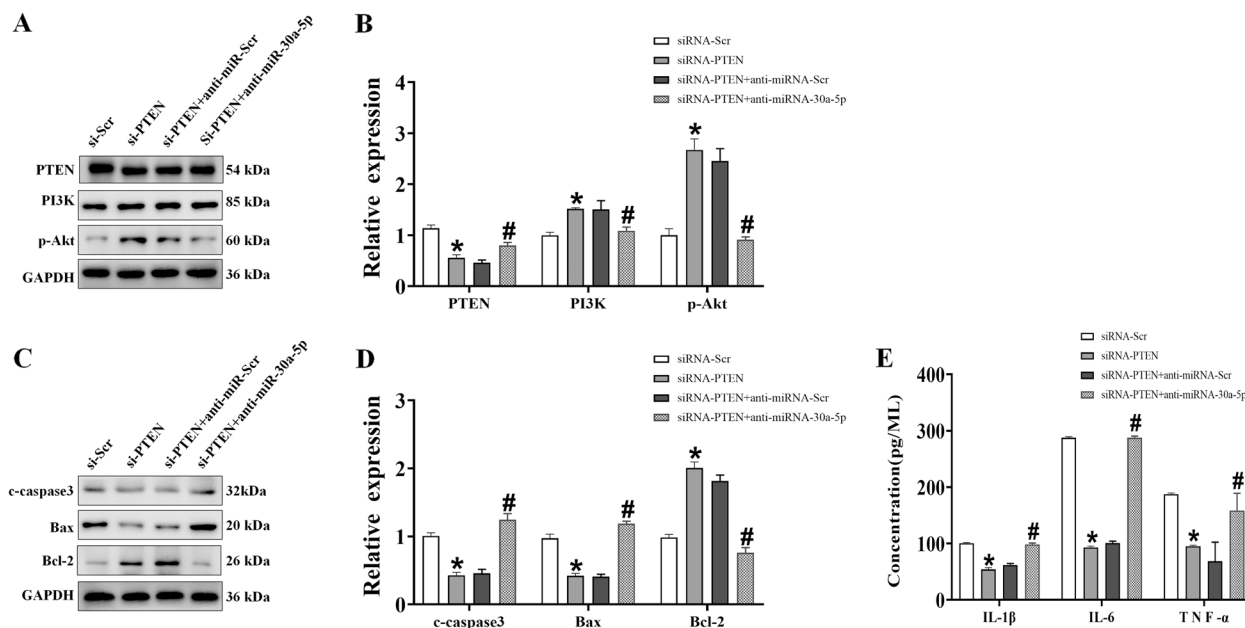 A
si-Scr
si-PTEN
si-PTEN+anti-miR-Scr
Si-PTEN+anti-miR-30a-5p
PTEN 54 kDa
PI3K 85 kDa
p-Akt 60 kDa
GAPDH 36 kDa
B
siRNA-Scr
siRNA-PTEN
siRNA-PTEN+anti-miRNA-Scr
siRNA-PTEN+anti-miRNA-30a-5p
Relative expression
4
3
2
1
0
* * *
# # #
PTEN PI3K p-Akt
C
si-Scr
si-PTEN
si-PTEN+anti-miR-Scr
si-PTEN+anti-miR-30a-5p
c-caspase3 32kDa
Bax 20 kDa
Bcl-2 26 kDa
GAPDH 36 kDa
D
siRNA-Scr
siRNA-PTEN
siRNA-PTEN+anti-miRNA-Scr
siRNA-PTEN+anti-miRNA-30a-5p
Relative expression
3
2
1
0
* * *
# # #
c-caspase3 Bax Bcl-2
E
siRNA-Scr
siRNA-PTEN
siRNA-PTEN+anti-miRNA-Scr
siRNA-PTEN+anti-miRNA-30a-5p
Concentration(pg/ML)
400
300
200
100
0
* * *
# # #
IL-1β IL-6 T N F -α